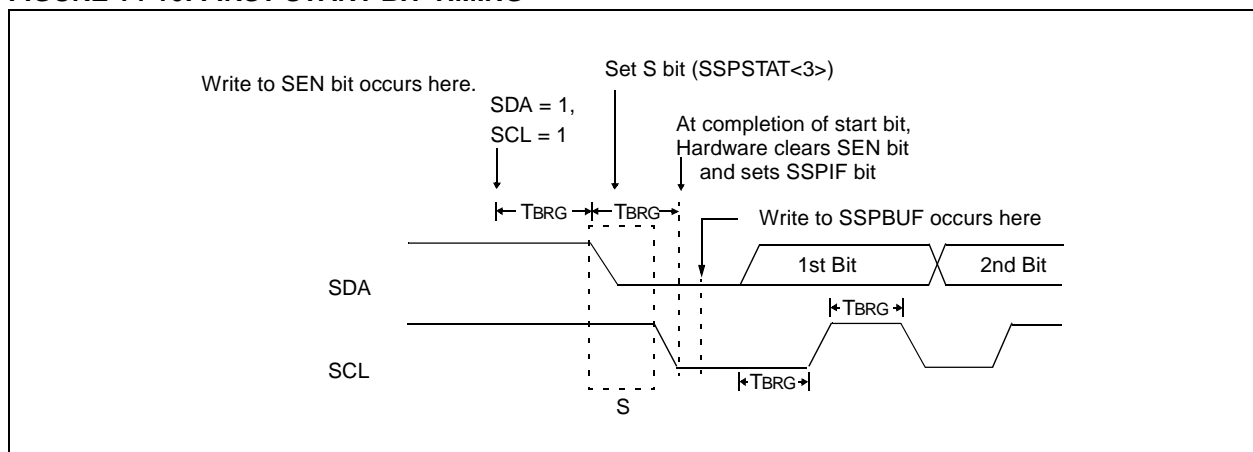 Set S bit (SSPSTAT<3>)
Write to SEN bit occurs here.
SDA = 1,
SCL = 1
At completion of start bit,
Hardware clears SEN bit
and sets SSPIF bit
TBRG
TBRG
Write to SSPBUF occurs here
1st Bit
2nd Bit
SDA
TBRG
SCL
TBRG
S